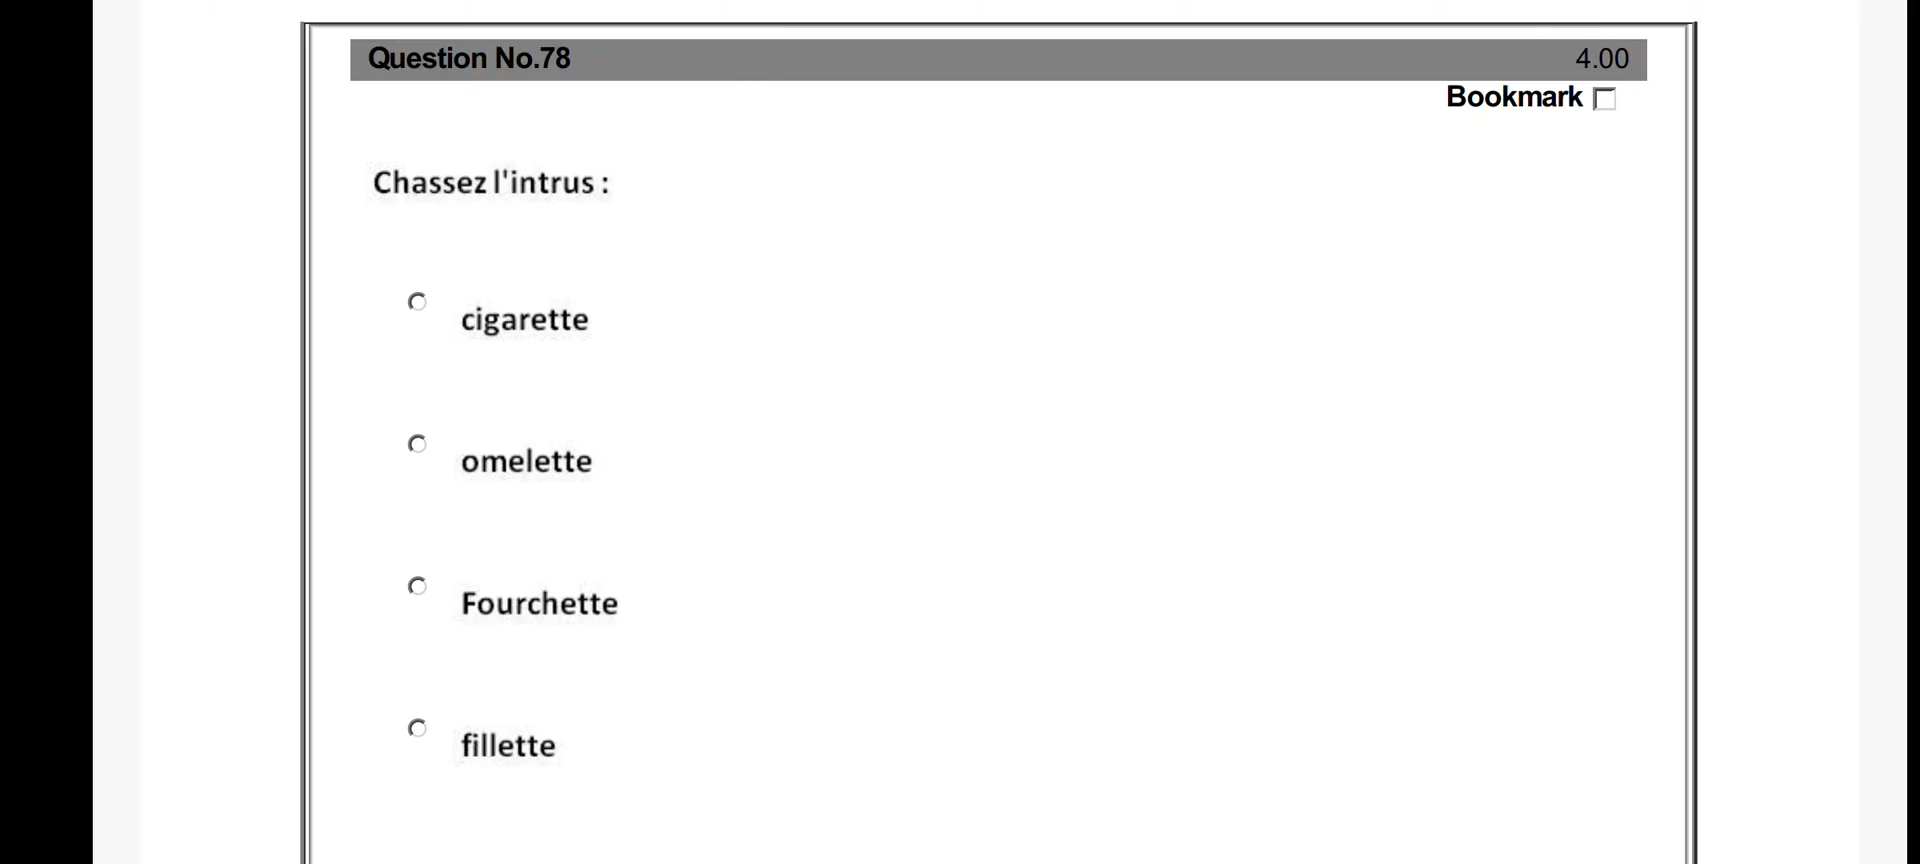 Question No.78 4.00
Bookmark
Chassez l'intrus :
cigarette
omelette
Fourchette
fillette